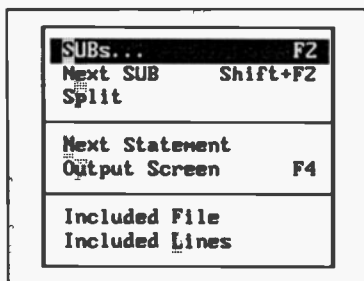 SUBs... F2
Next SUB Shift+F2
Split
Next Statement
Output Screen F4
Included File
Included Lines